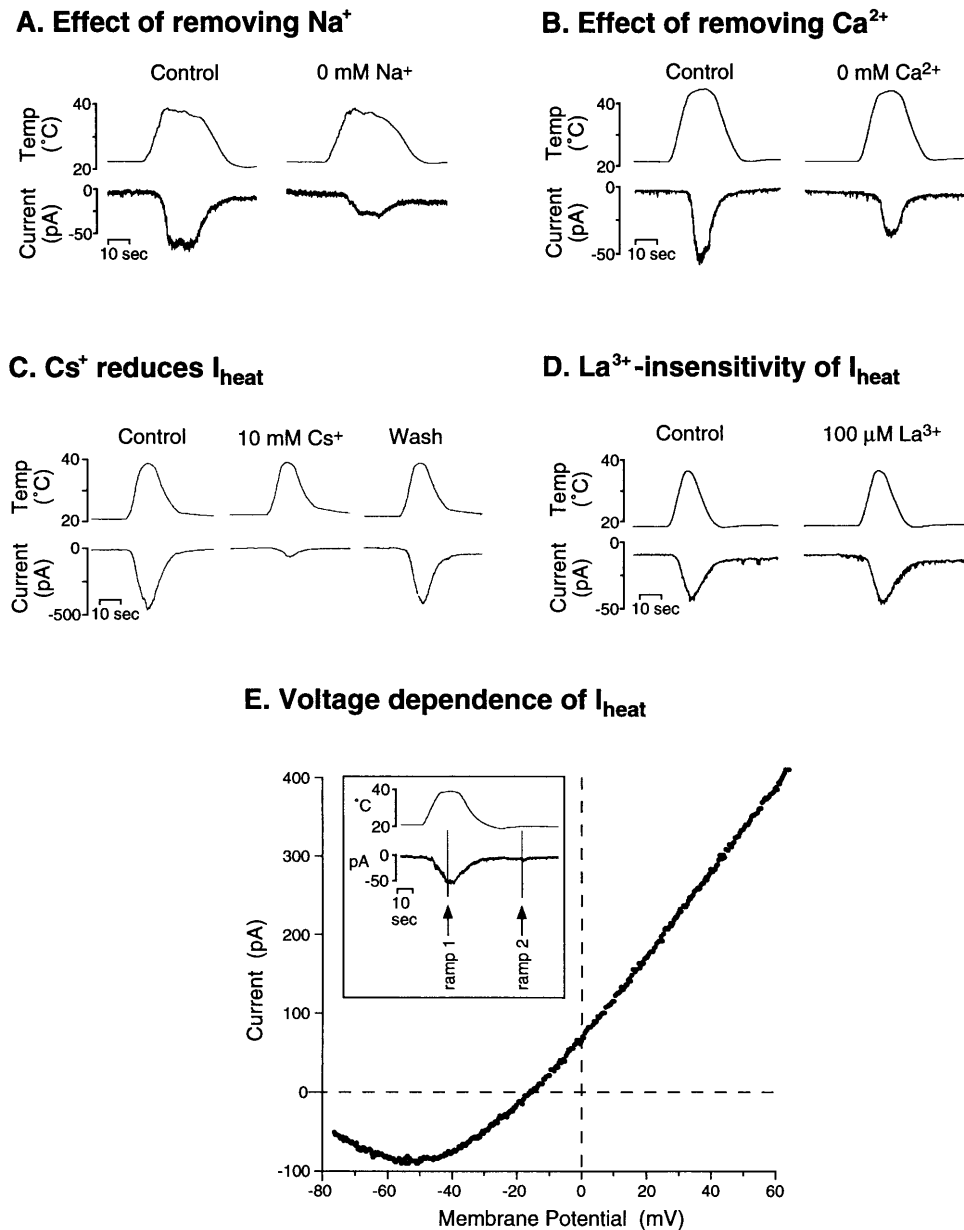 A. Effect of removing Na⁺
Control 0 mM Na⁺
Temp (°C)
40
20
Current (pA)
0
-50
10 sec
B. Effect of removing Ca²⁺
Control 0 mM Ca²⁺
Temp (°C)
40
20
Current (pA)
0
-50
10 sec
C. Cs⁺ reduces I_heat
Control 10 mM Cs⁺ Wash
Temp (°C)
40
20
Current (pA)
0
-500
10 sec
D. La³⁺-insensitivity of I_heat
Control 100 μM La³⁺
Temp (°C)
40
20
Current (pA)
0
-50
10 sec
E. Voltage dependence of I_heat
Current (pA)
400
300
200
100
0
-100
°C
40
20
pA
0
-50
10
sec
ramp 1
ramp 2
-80 -60 -40 -20 0 20 40 60
Membrane Potential (mV)